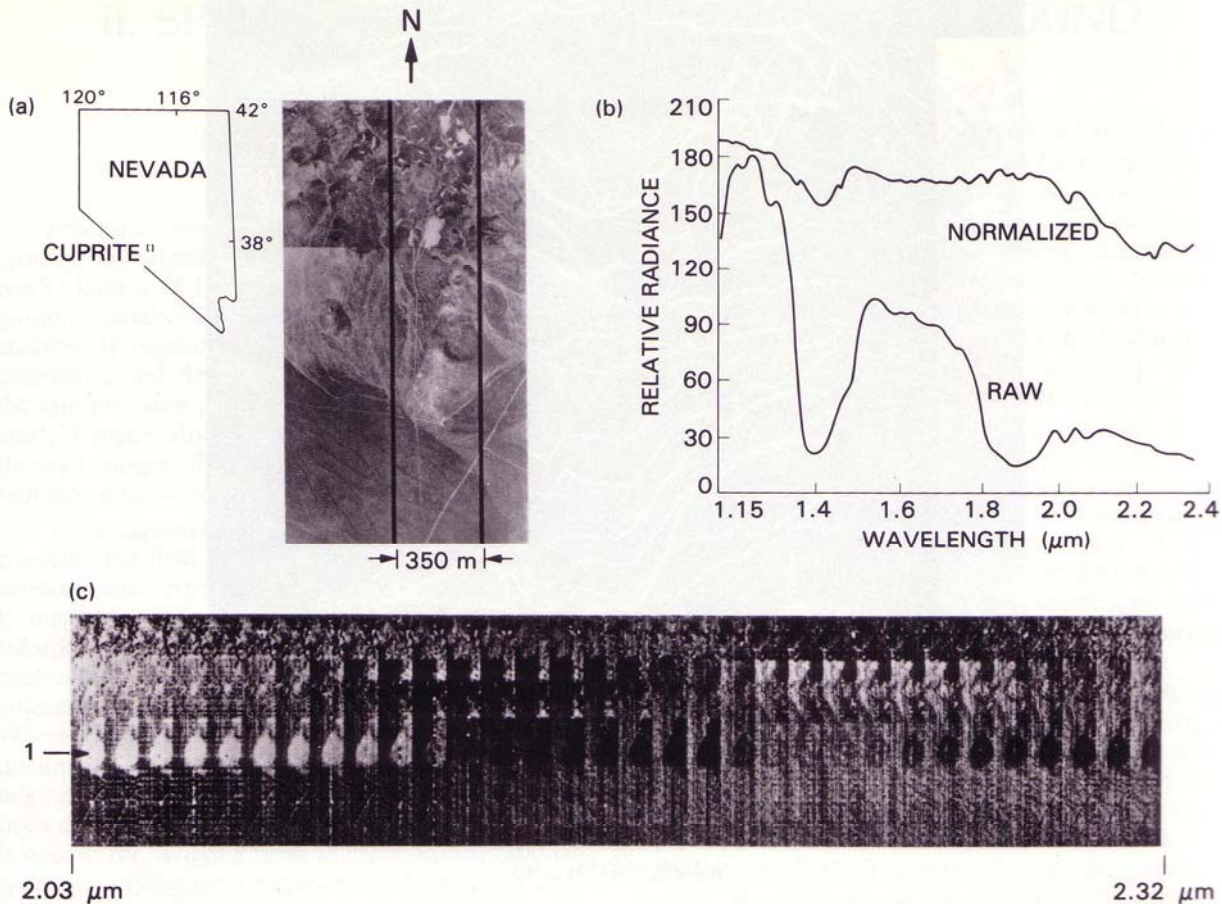 N
(a)
120°
116°
42°
NEVADA
38°
CUPRITE
350 m
(b)
RELATIVE RADIANCE
210
180
150
120
90
60
30
0
NORMALIZED
RAW
1.15
1.4
1.6
1.8
2.0
2.2
2.4
WAVELENGTH (μm)
(c)
1
2.03 μm
2.32 μm